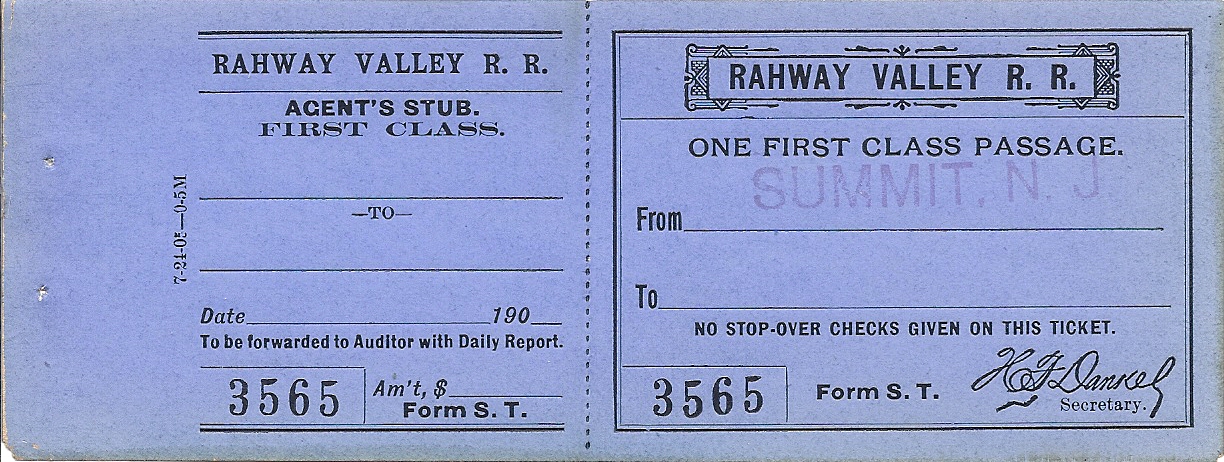 7-24-05—0-5M
RAHWAY VALLEY R. R.
AGENT'S STUB.
FIRST CLASS.
—TO—
Date 190
To be forwarded to Auditor with Daily Report.
3565
Am't, $
Form S. T.
RAHWAY VALLEY R. R.
ONE FIRST CLASS PASSAGE.
SUMMIT, N. J.
From
To
NO STOP-OVER CHECKS GIVEN ON THIS TICKET.
3565
Form S. T.
Secretary.